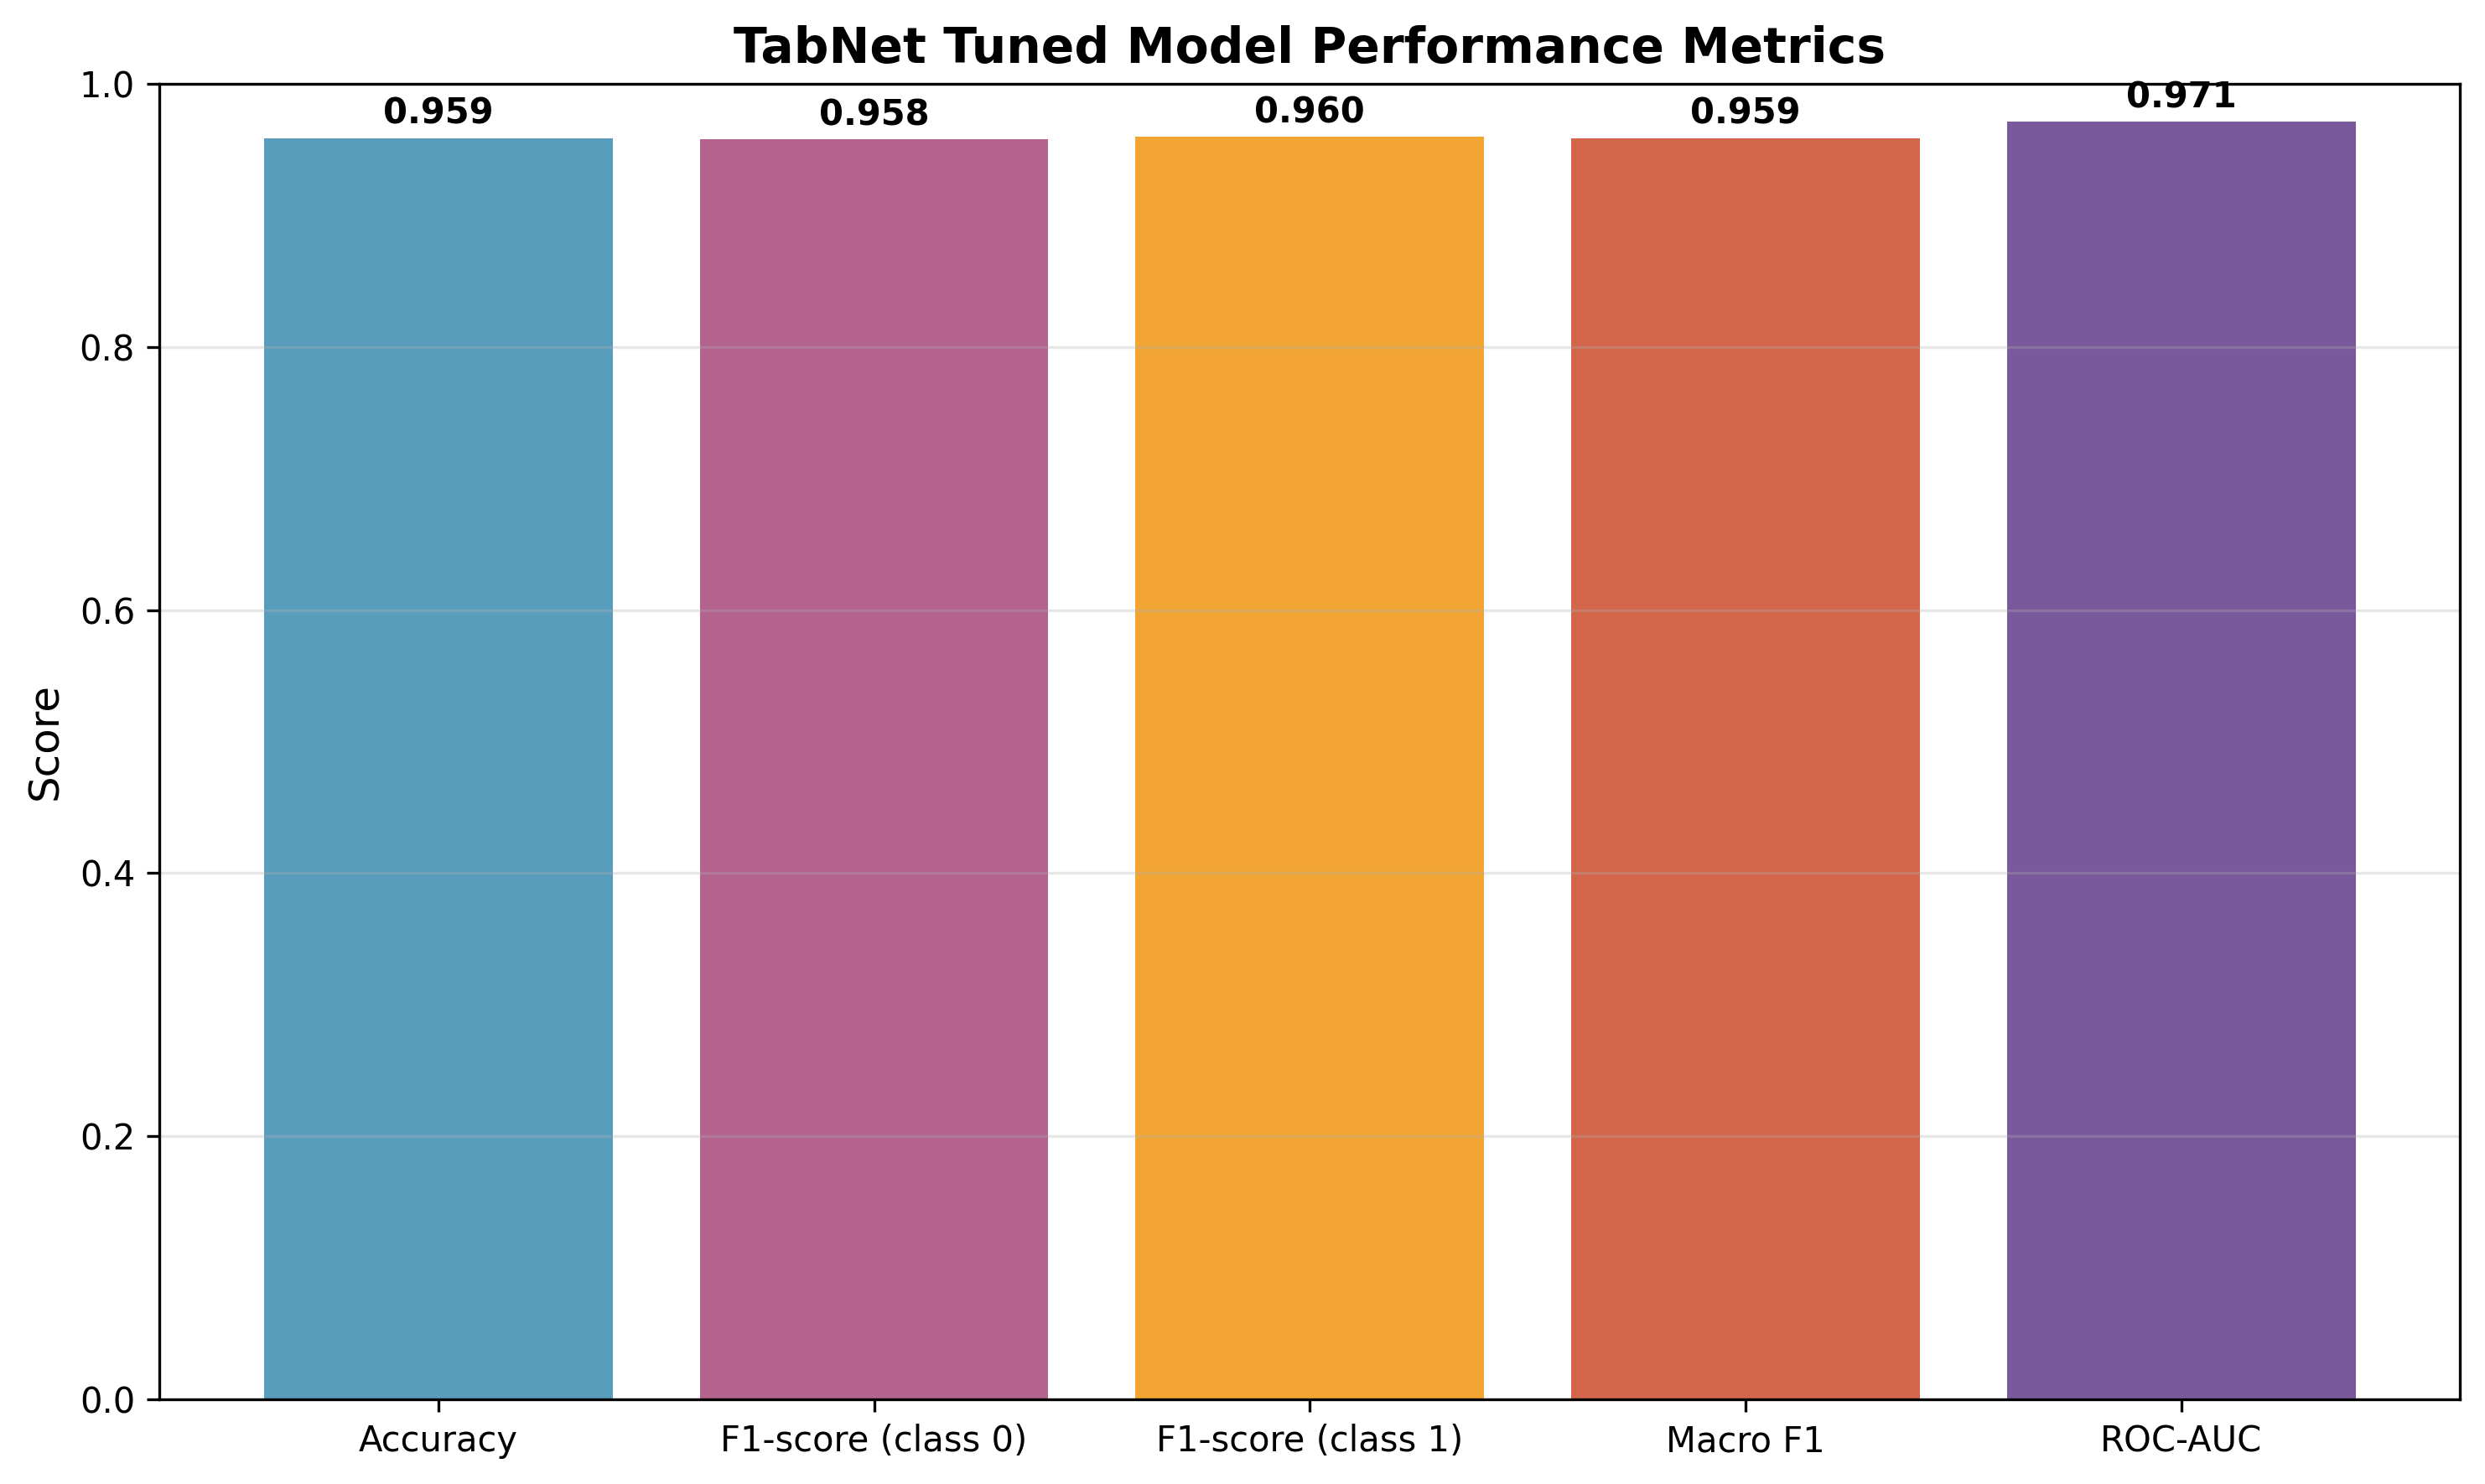 TabNet Tuned Model Performance Metrics
1.0
0.959
0.958
0.960
0.959
0.971
0.8
0.6
Score
0.4
0.2
0.0
Accuracy
F1-score (class 0)
F1-score (class 1)
Macro F1
ROC-AUC